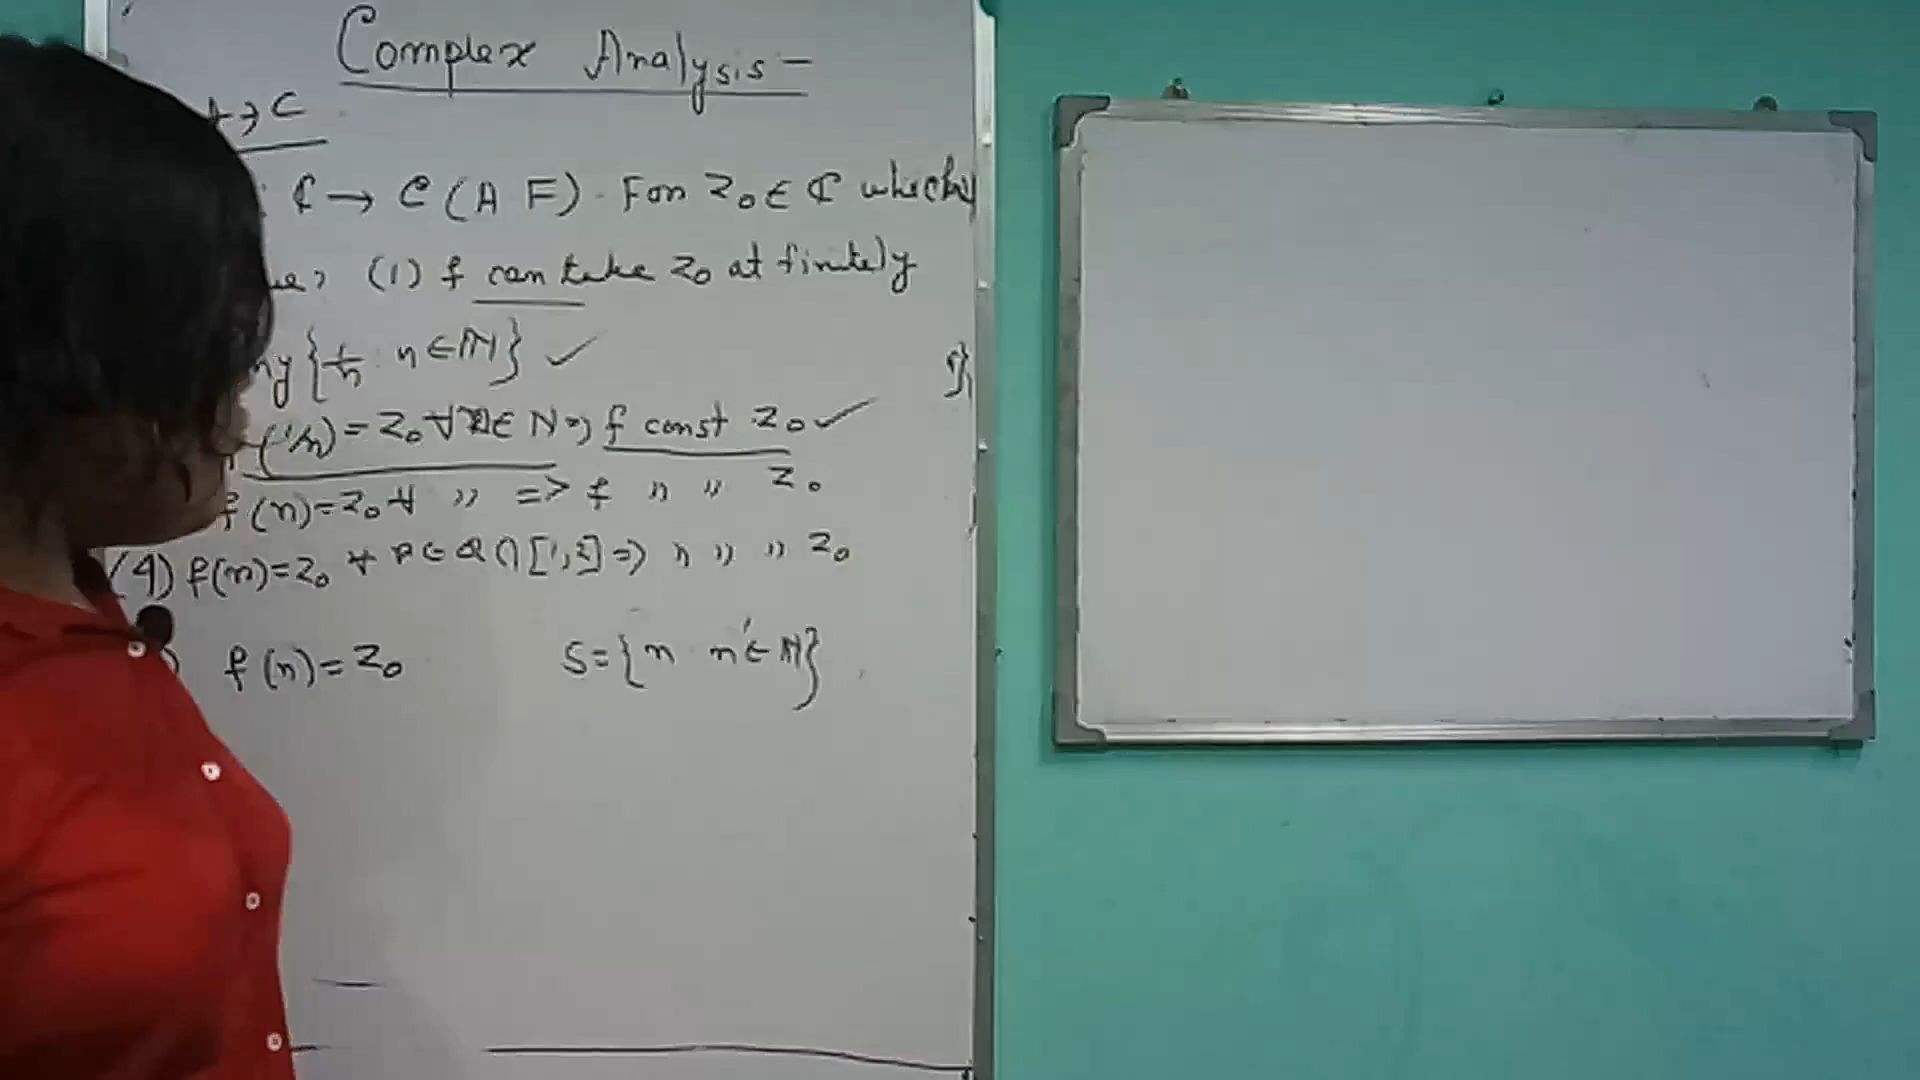 Complex Analysis -
→ C
: ₵ → C (A F). For Z₀ ∈ ₵ which
(1) f can take Z₀ at finitely
{1/n : n ∈ ℕ} ✓
(1/n) = Z₀ ∀ n ∈ N => f const Z₀ ✓
f(n) = Z₀ ∀ " => f " " Z₀
(4) f(n) = Z₀ ∀ ∈ Q ∩ [1,2] => " " " Z₀
f(n) = Z₀ S = {n : n ∈ ℕ}